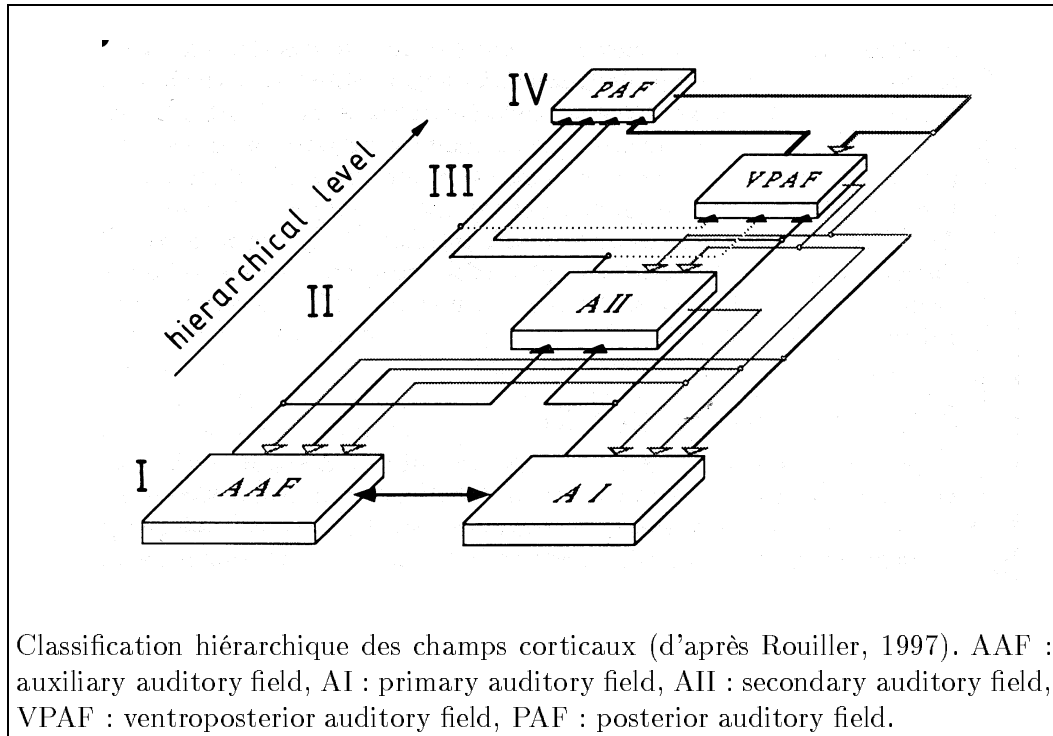 PAF
IV
VPAF
III
hierarchical level
II
AII
I
AAF
AI
Classification hiérarchique des champs corticaux (d'après Rouiller, 1997). AAF :
auxiliary auditory field, AI : primary auditory field, AII : secondary auditory field,
VPAF : ventroposterior auditory field, PAF : posterior auditory field.